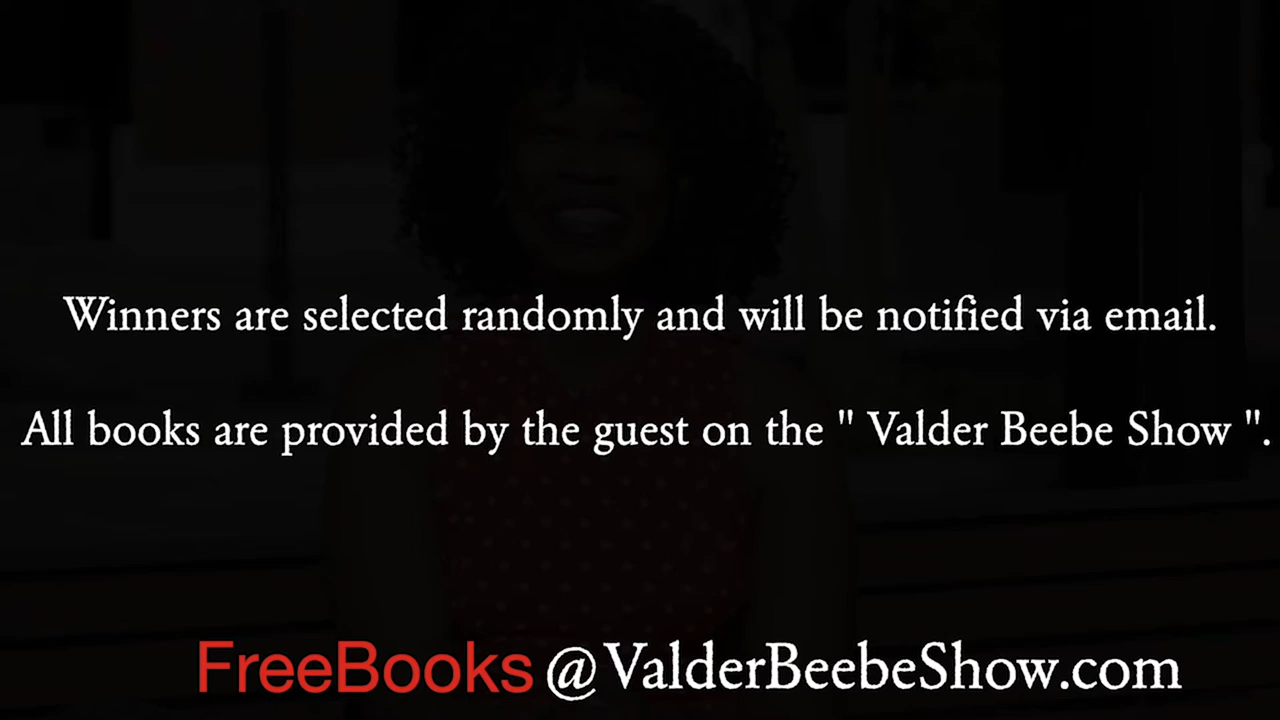 Winners are selected randomly and will be notified via email.
All books are provided by the guest on the " Valder Beebe Show ".
FreeBooks @ValderBeebeShow.com